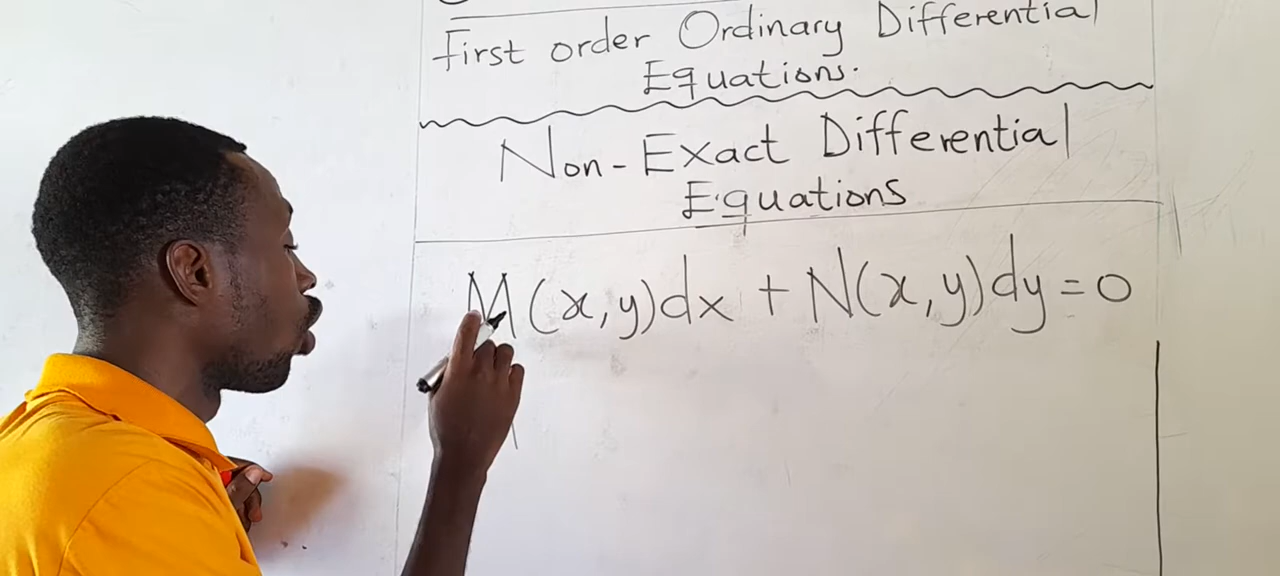 First order Ordinary Differential
Equations.
Non-Exact Differential
Equations
M(x,y)dx + N(x,y)dy=0